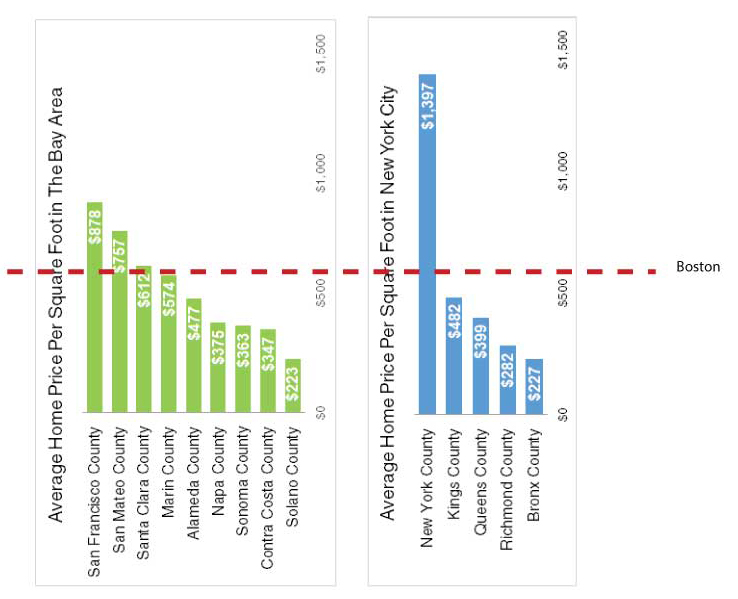 Average Home Price Per Square Foot in The Bay Area
San Francisco County $878
San Mateo County $757
Santa Clara County $612
Marin County $574
Alameda County $477
Napa County $375
Sonoma County $363
Contra Costa County $347
Solano County $223
$0 $500 $1,000 $1,500
Average Home Price Per Square Foot in New York City
New York County $1,397
Kings County $482
Queens County $399
Richmond County $282
Bronx County $227
$0 $500 $1,000 $1,500
Boston